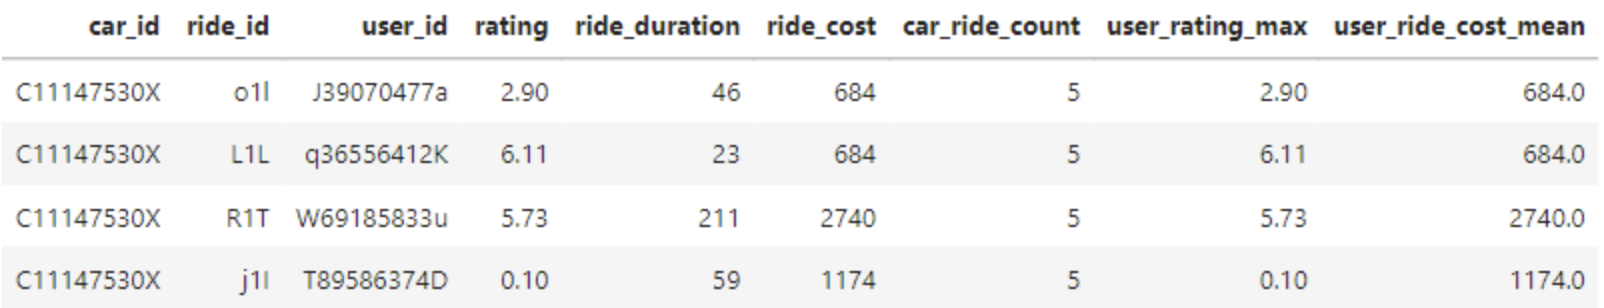 car_id ride_id user_id rating ride_duration ride_cost car_ride_count user_rating_max user_ride_cost_mean
C11147530X o1l J39070477a 2.90 46 684 5 2.90 684.0
C11147530X L1L q36556412K 6.11 23 684 5 6.11 684.0
C11147530X R1T W69185833u 5.73 211 2740 5 5.73 2740.0
C11147530X j1I T89586374D 0.10 59 1174 5 0.10 1174.0